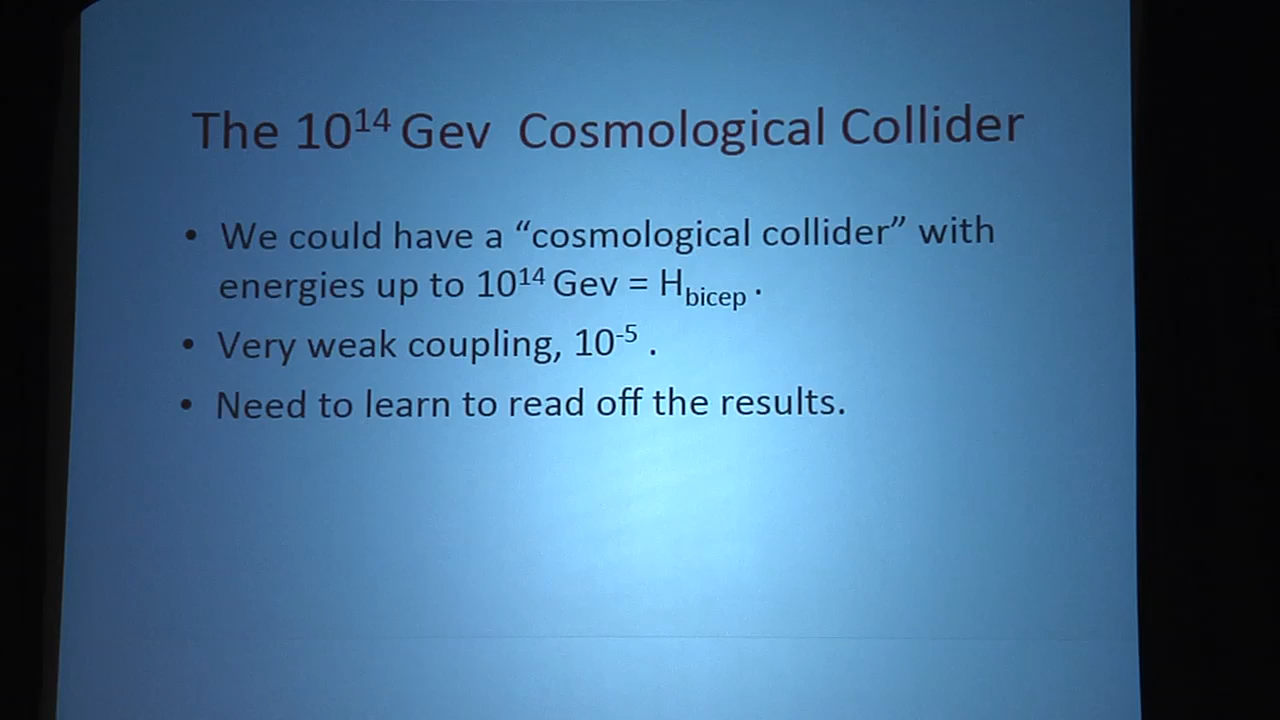 The 10¹⁴ Gev Cosmological Collider
• We could have a “cosmological collider” with
energies up to 10¹⁴ Gev = H_bicep .
• Very weak coupling, 10⁻⁵ .
• Need to learn to read off the results.